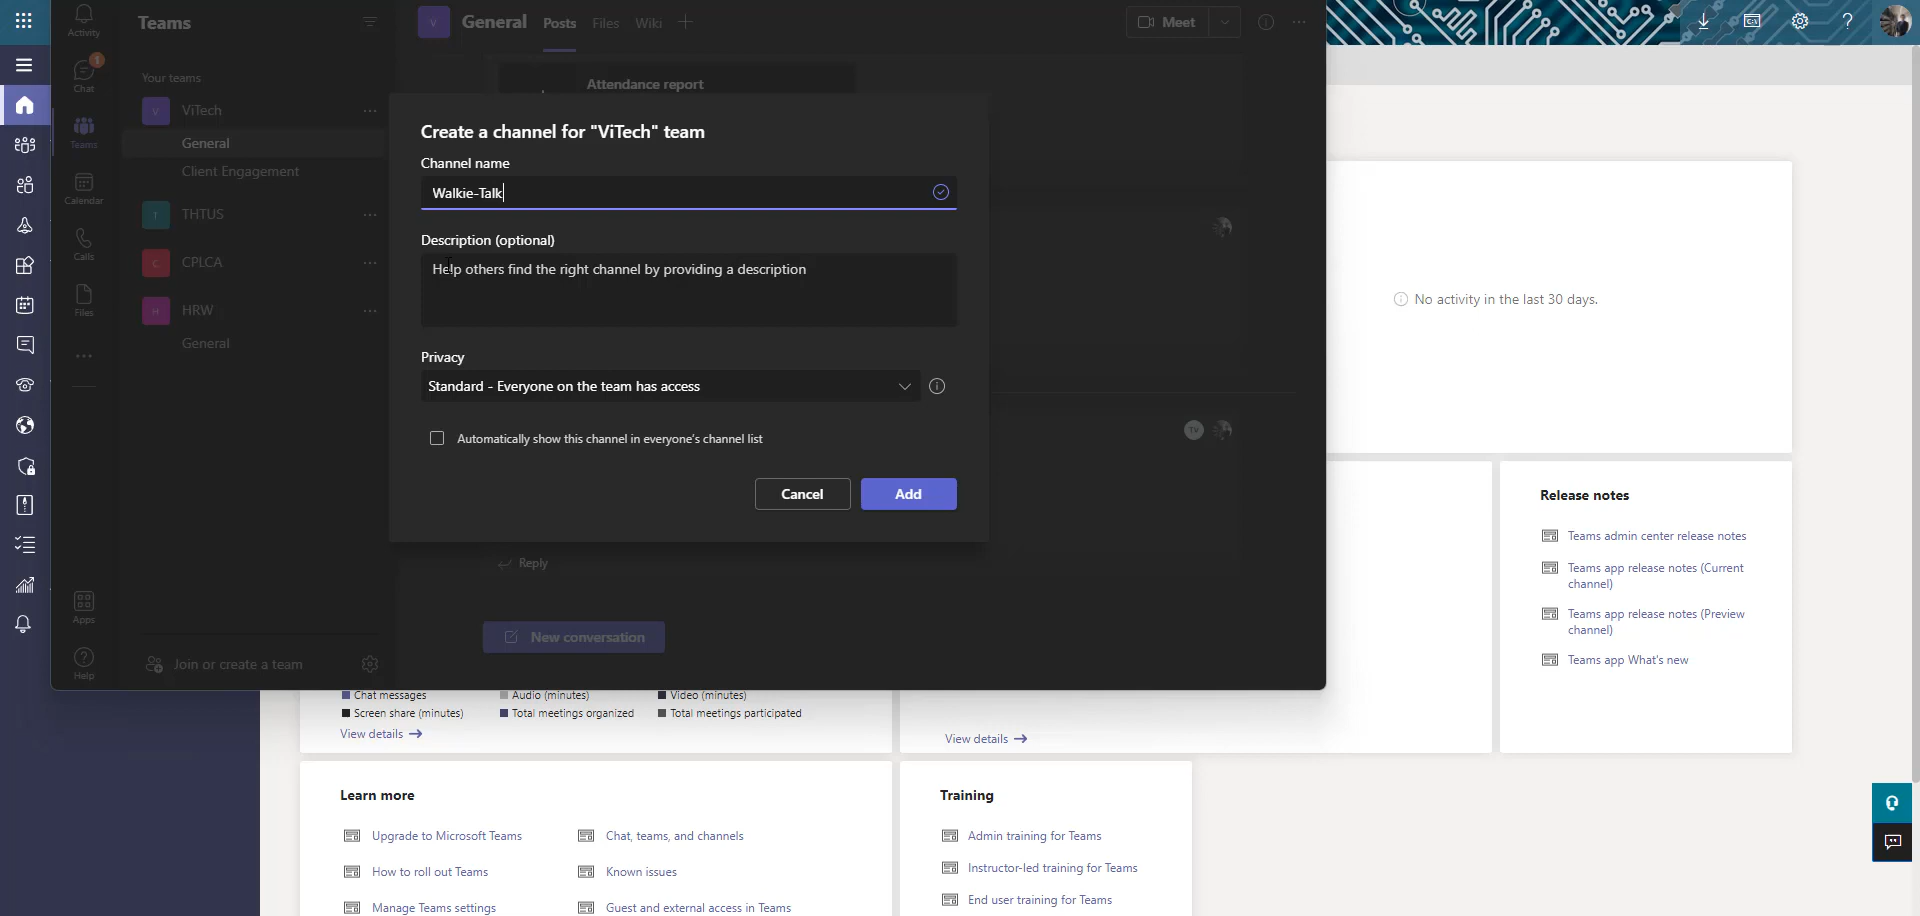 Activity
Chat
1
Teams
Calendar
Calls
Files
Apps
Help
Teams
Your teams
V
ViTech
General
Client Engagement
T
THTUS
C
CPLCA
H
HRW
General
Join or create a team
V
General
Posts
Files
Wiki
Meet
Attendance report
Create a channel for "ViTech" team
Channel name
Walkie-Talk
Description (optional)
Help others find the right channel by providing a description
Privacy
Standard - Everyone on the team has access
Automatically show this channel in everyone's channel list
Cancel
Add
TV
Reply
New conversation
No activity in the last 30 days.
Release notes
Teams admin center release notes
Teams app release notes (Current
channel)
Teams app release notes (Preview
channel)
Teams app What's new
Chat messages
Audio (minutes)
Video (minutes)
Screen share (minutes)
Total meetings organized
Total meetings participated
View details
View details
Learn more
Upgrade to Microsoft Teams
Chat, teams, and channels
How to roll out Teams
Known issues
Manage Teams settings
Guest and external access in Teams
Training
Admin training for Teams
Instructor-led training for Teams
End user training for Teams